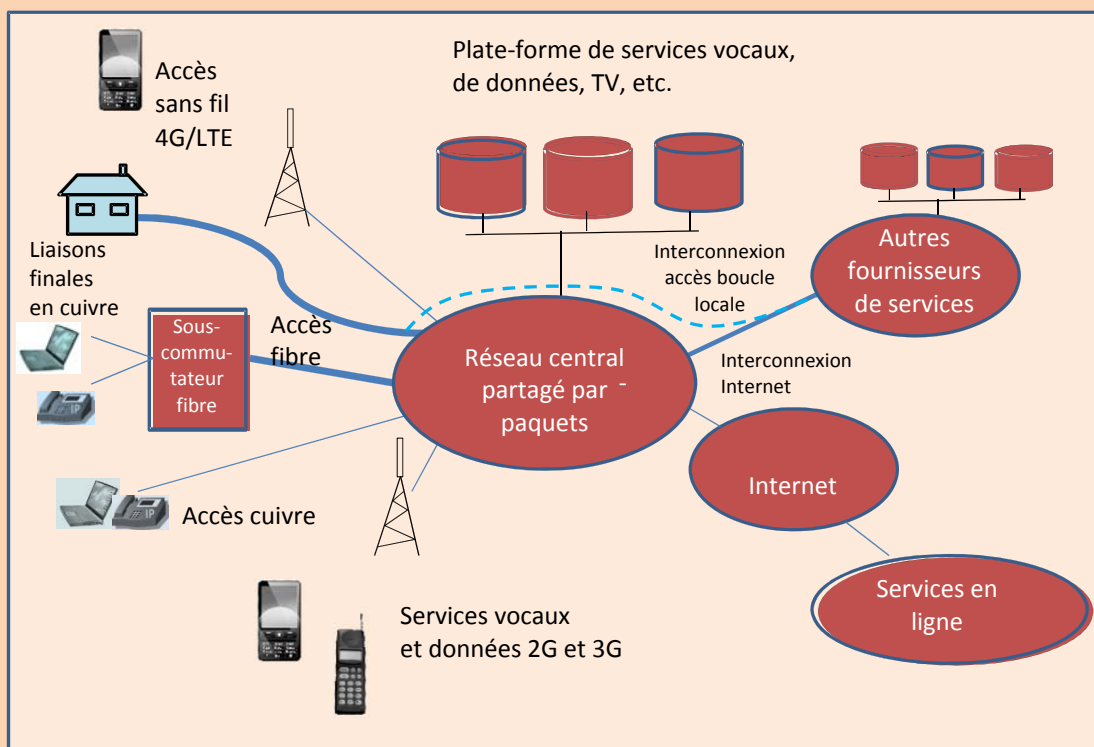 Accès
sans fil
4G/LTE
Plate-forme de services vocaux,
de données, TV, etc.
Liaisons
finales
en cuivre
Sous-
commu-
tateur
fibre
Accès
fibre
Interconnexion
accès boucle
locale
Autres
fournisseurs
de services
Réseau central
partagé par -
paquets
Interconnexion
Internet
Internet
IP
IP
Accès cuivre
Services en
ligne
Services vocaux
et données 2G et 3G